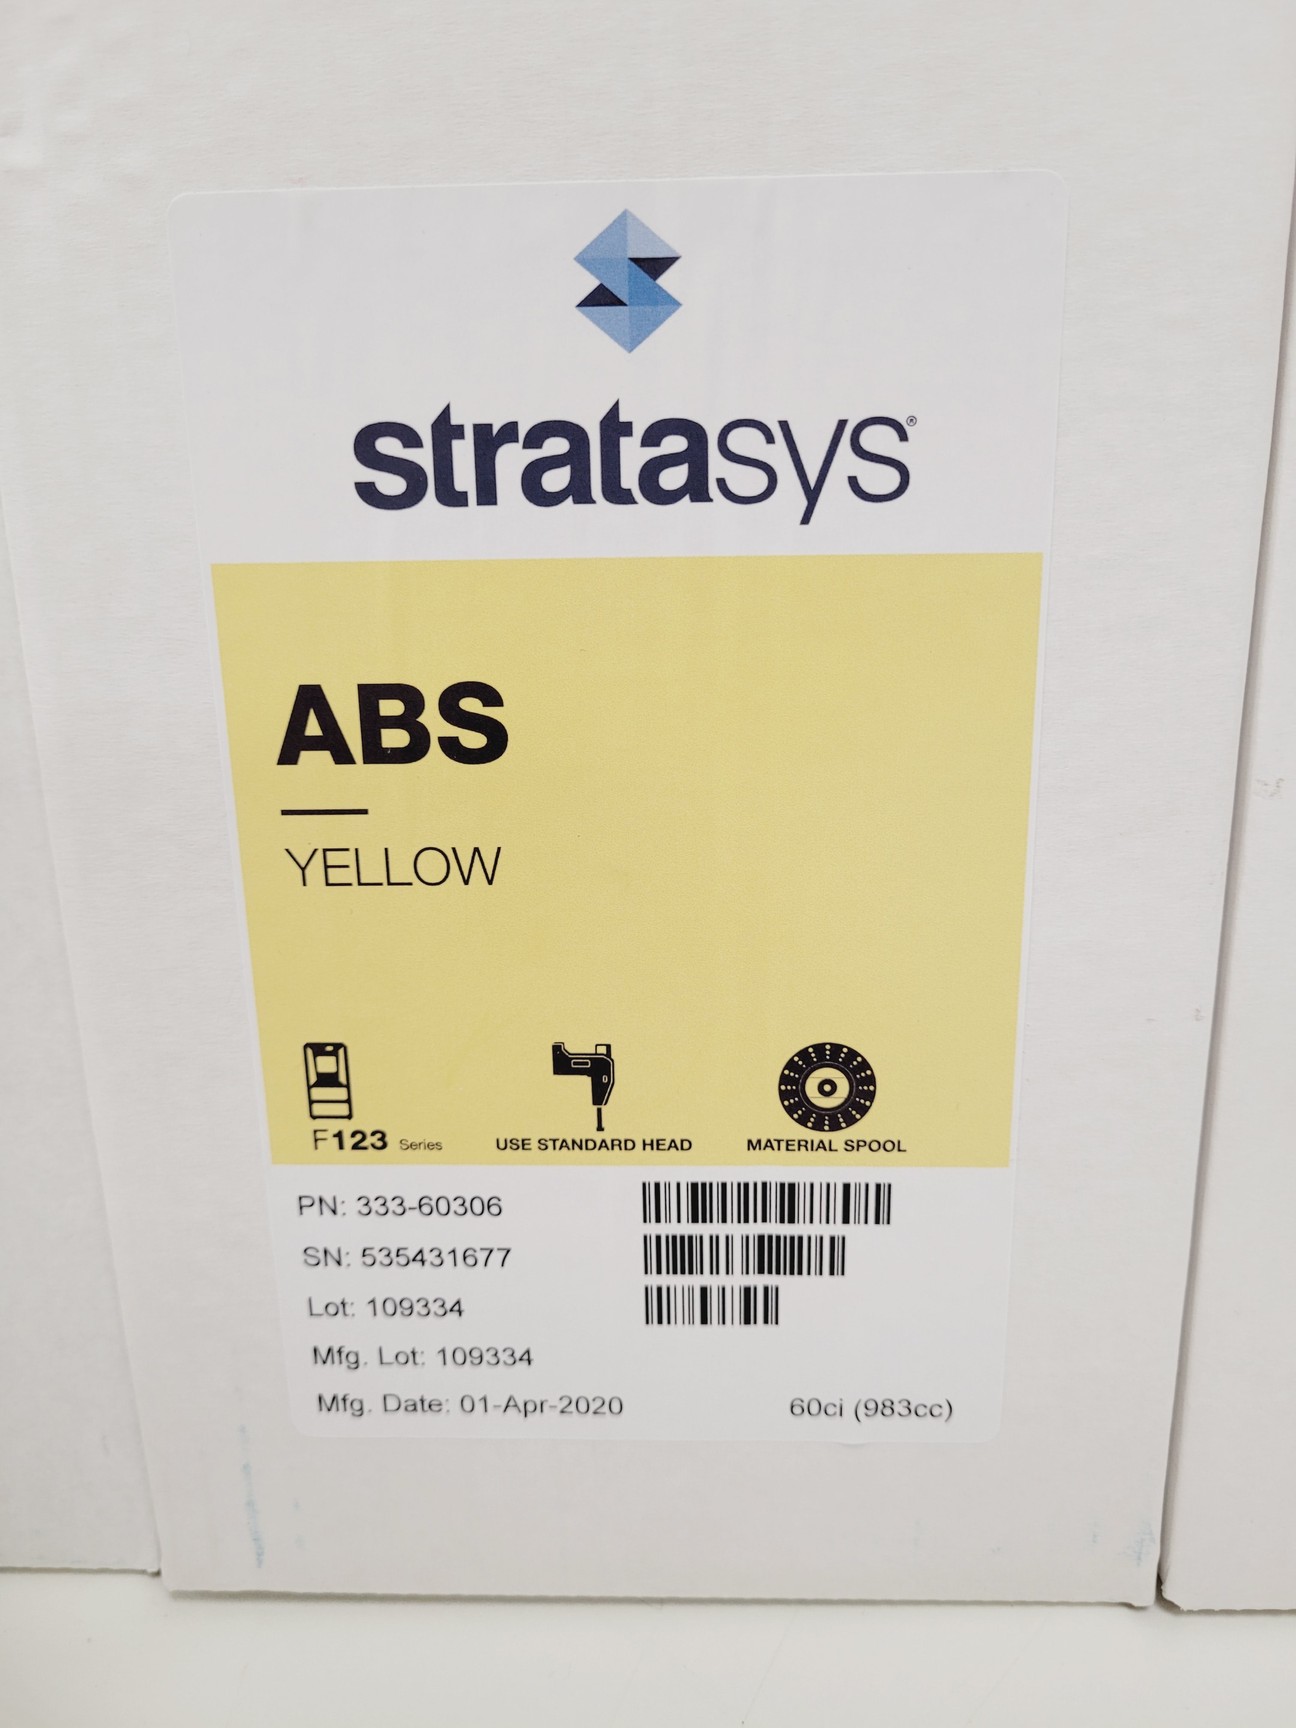 stratasys®
ABS
YELLOW
F123 Series
USE STANDARD HEAD
MATERIAL SPOOL
PN: 333-60306
SN: 535431677
Lot: 109334
Mfg. Lot: 109334
Mfg. Date: 01-Apr-2020
60ci (983cc)